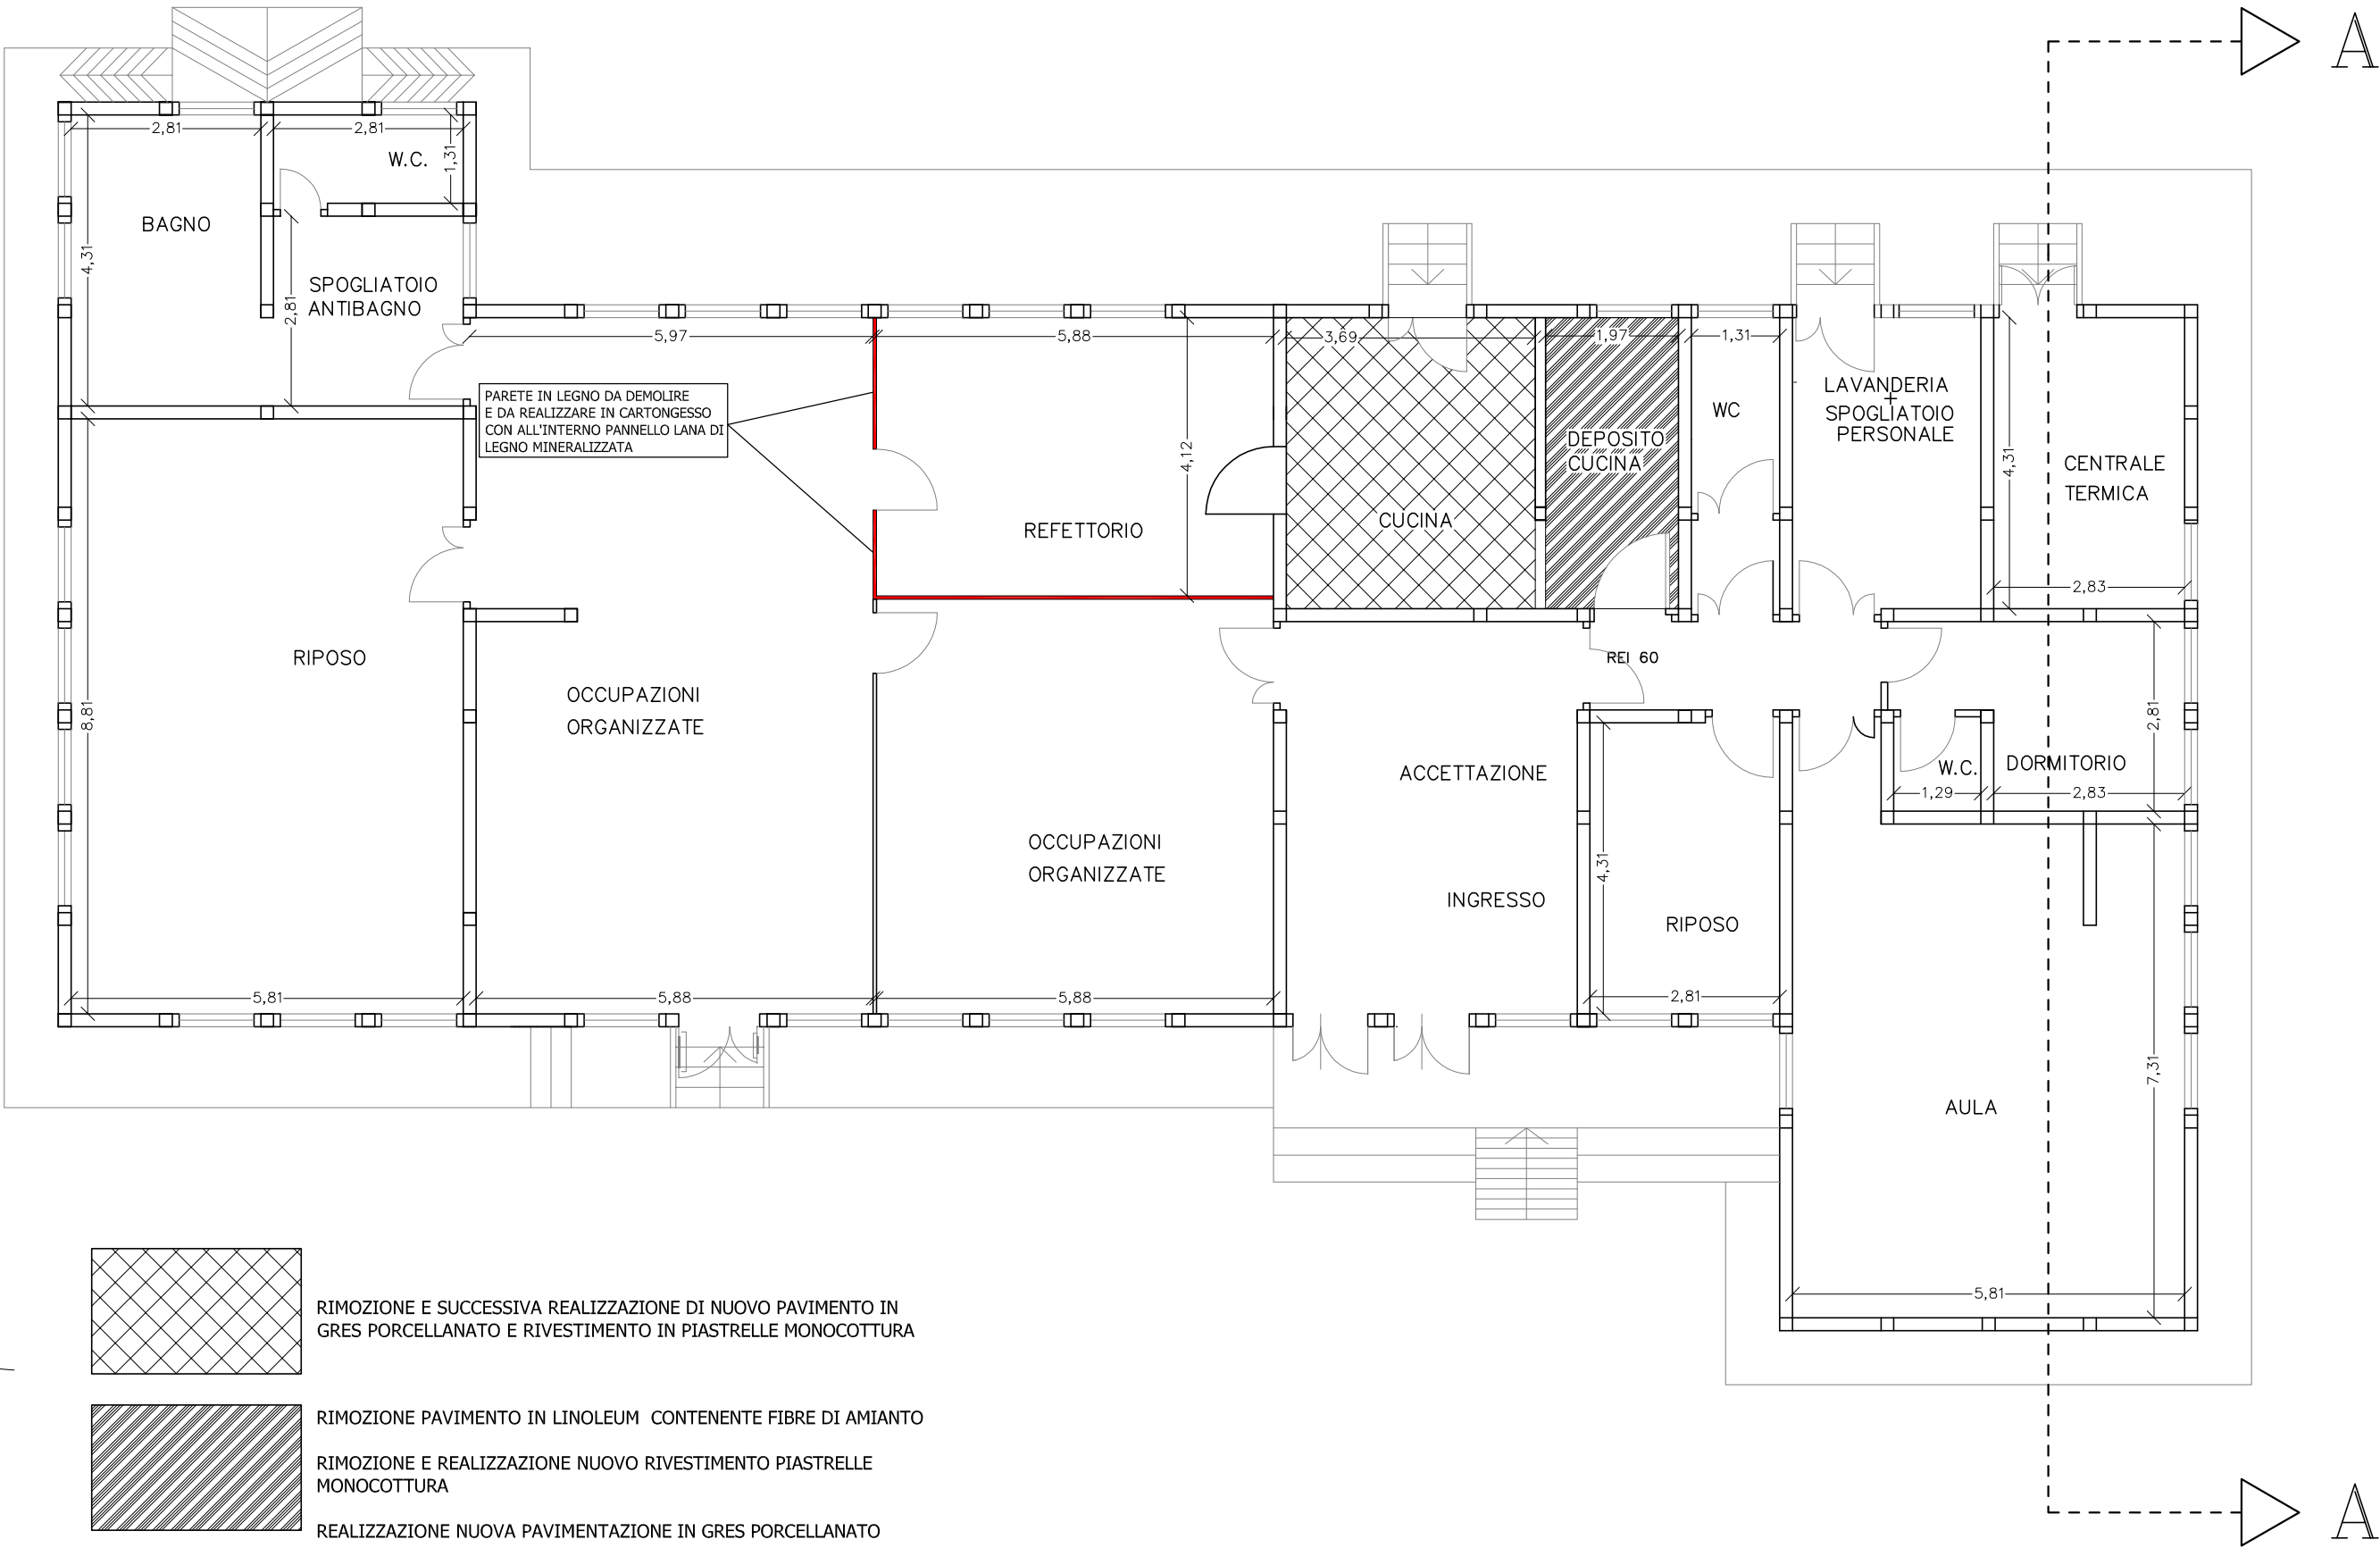 A
2,81
2,81
W.C.
1,31
BAGNO
4,31
SPOGLIATOIO
ANTIBAGNO
2,81
5,97
5,88
3,69
1,97
1,31
PARETE IN LEGNO DA DEMOLIRE
E DA REALIZZARE IN CARTONGESSO
CON ALL'INTERNO PANNELLO LANA DI
LEGNO MINERALIZZATA
4,12
REFETTORIO
CUCINA
DEPOSITO
CUCINA
WC
LAVANDERIA
+
SPOGLIATOIO
PERSONALE
4,31
CENTRALE
TERMICA
2,83
RIPOSO
8,81
OCCUPAZIONI
ORGANIZZATE
REI 60
2,81
ACCETTAZIONE
W.C.
DORMITORIO
1,29
2,83
OCCUPAZIONI
ORGANIZZATE
INGRESSO
4,31
RIPOSO
5,81
5,88
5,88
2,81
7,31
AULA
5,81
RIMOZIONE E SUCCESSIVA REALIZZAZIONE DI NUOVO PAVIMENTO IN
GRES PORCELLANATO E RIVESTIMENTO IN PIASTRELLE MONOCOTTURA
RIMOZIONE PAVIMENTO IN LINOLEUM CONTENENTE FIBRE DI AMIANTO
RIMOZIONE E REALIZZAZIONE NUOVO RIVESTIMENTO PIASTRELLE
MONOCOTTURA
REALIZZAZIONE NUOVA PAVIMENTAZIONE IN GRES PORCELLANATO
A